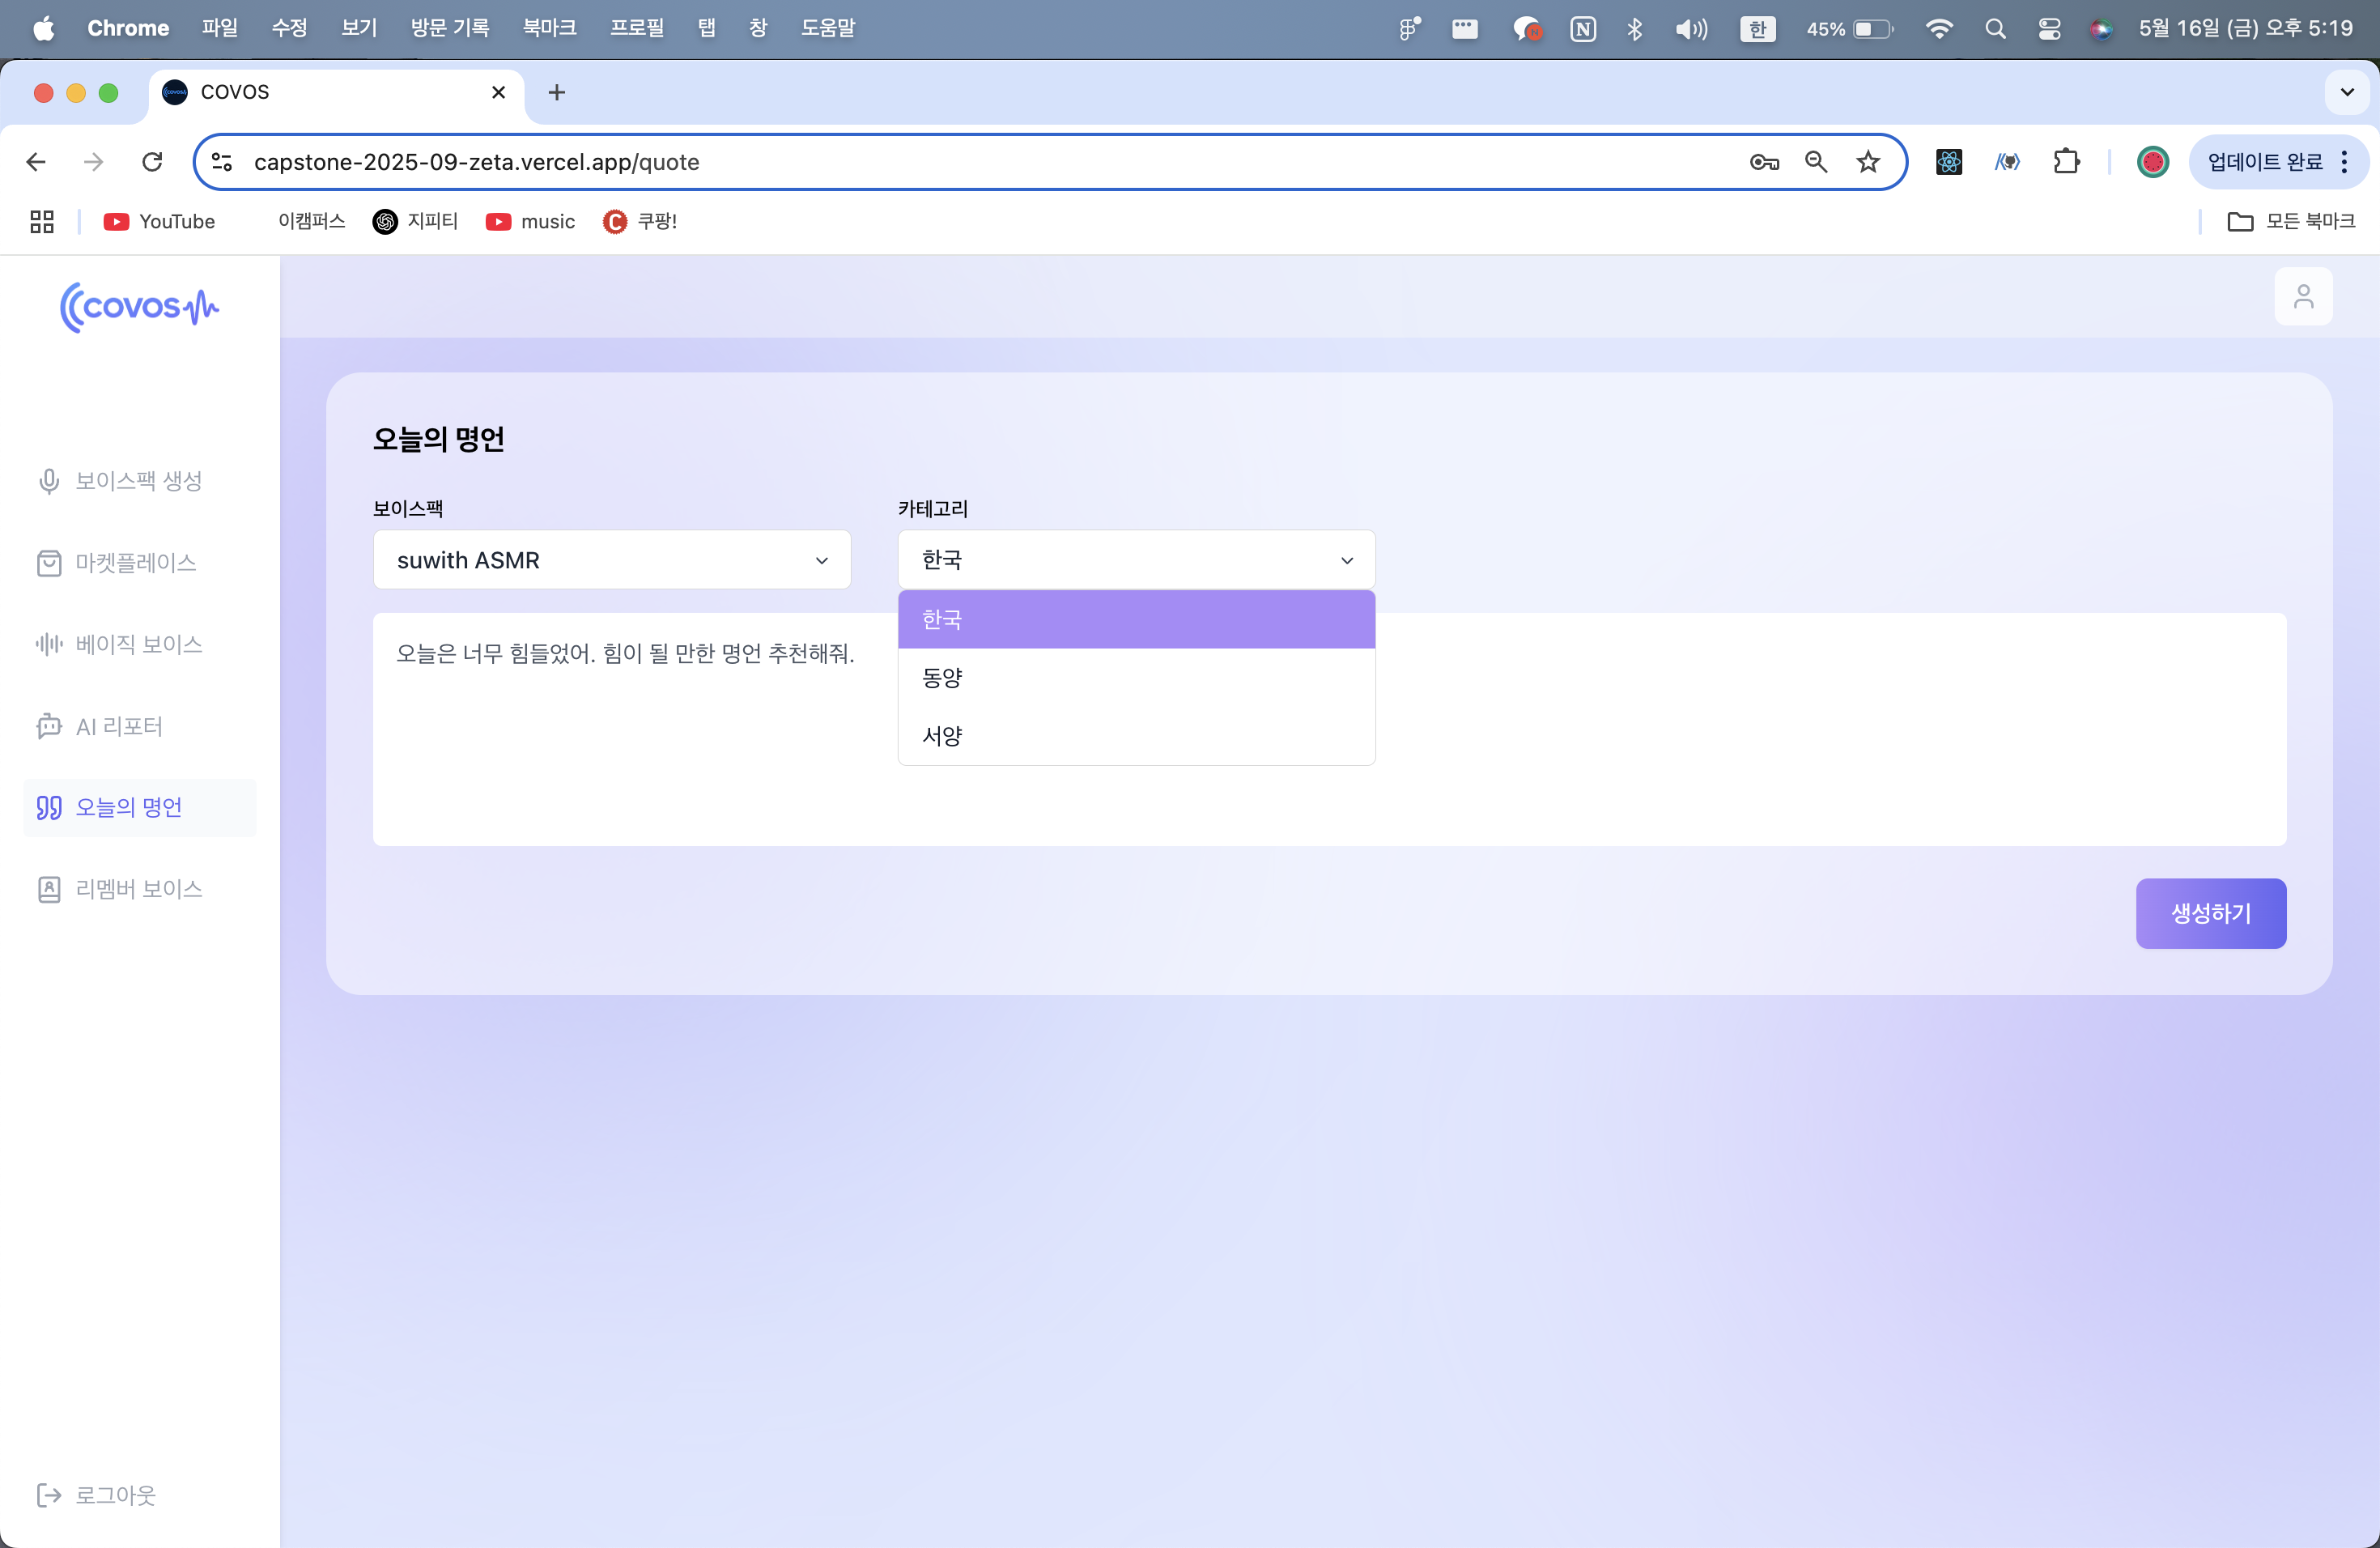 Chrome 파일 수정 보기 방문 기록 북마크 프로필 탭 창 도움말 N 한 45% 5월 16일 (금) 오후 5:19
COVOS
capstone-2025-09-zeta.vercel.app/quote 업데이트 완료
YouTube 이캠퍼스 지피티 music 쿠팡! 모든 북마크
covos
오늘의 명언
보이스팩 생성
보이스팩 카테고리
suwith ASMR 한국
마켓플레이스
한국
오늘은 너무 힘들었어. 힘이 될 만한 명언 추천해줘.
베이직 보이스
동양
AI 리포터
서양
오늘의 명언
리멤버 보이스
생성하기
로그아웃